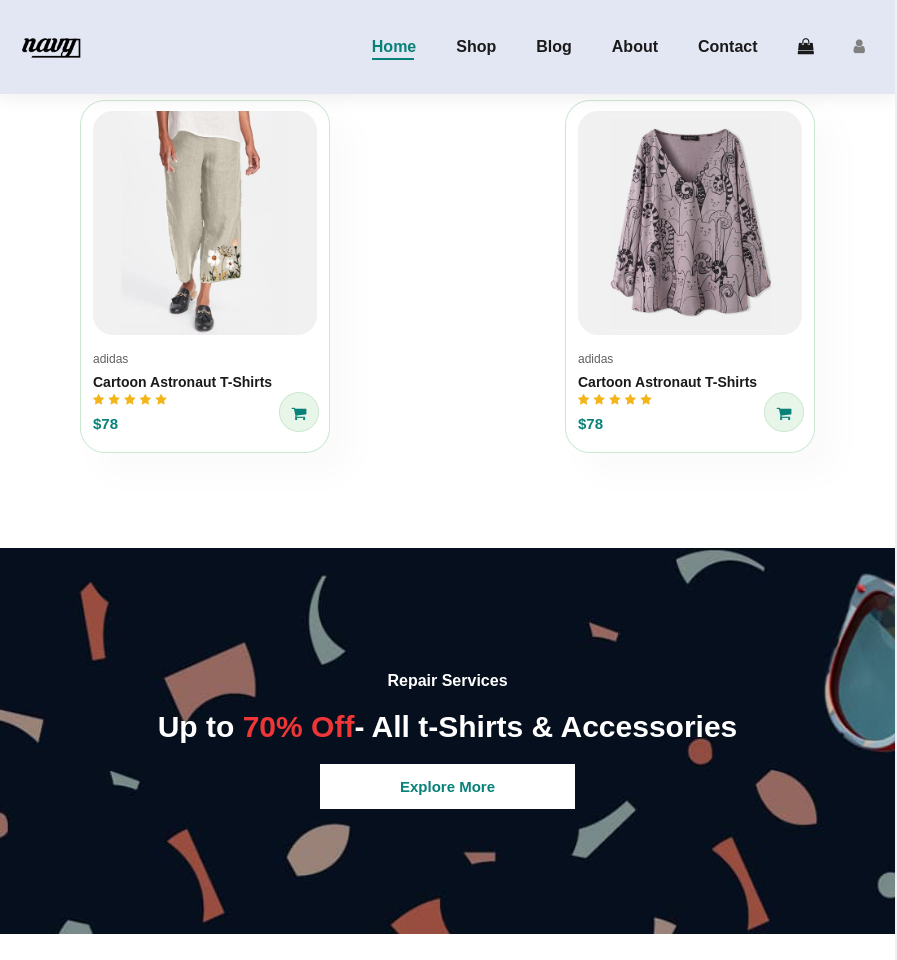 navy
Home Shop Blog About Contact
adidas
Cartoon Astronaut T-Shirts
$78
adidas
Cartoon Astronaut T-Shirts
$78
Repair Services
Up to 70% Off- All t-Shirts & Accessories
Explore More